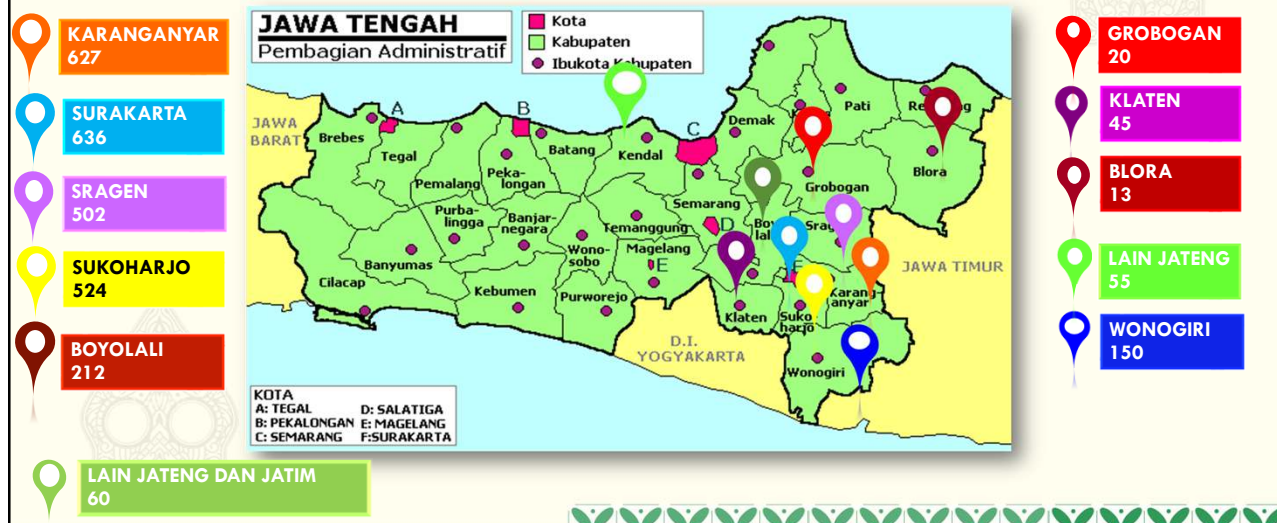 KARANGANYAR
627
SURAKARTA
636
SRAGEN
502
SUKOHARJO
524
BOYOLALI
212
LAIN JATENG DAN JATIM
60
JAWA TENGAH
Pembagian Administratif
Kota
Kabupaten
Ibukota Kabupaten
JAWA
BARAT
A
B
C
D
E
Brebes
Tegal
Pemalang
Peka-
longan
Batang
Kendal
Demak
Pati
Blora
Grobogan
Semarang
Temanggung
Purba-
lingga
Banjar-
negara
Wono-
sobo
Magelang
Banyumas
Cilacap
Kebumen
Purworejo
Klaten
Suko
harjo
Karang
anyar
Wonogiri
D.I.
YOGYAKARTA
JAWA TIMUR
KOTA
A: TEGAL
B: PEKALONGAN
C: SEMARANG
D: SALATIGA
E: MAGELANG
F:SURAKARTA
GROBOGAN
20
KLATEN
45
BLORA
13
LAIN JATENG
55
WONOGIRI
150